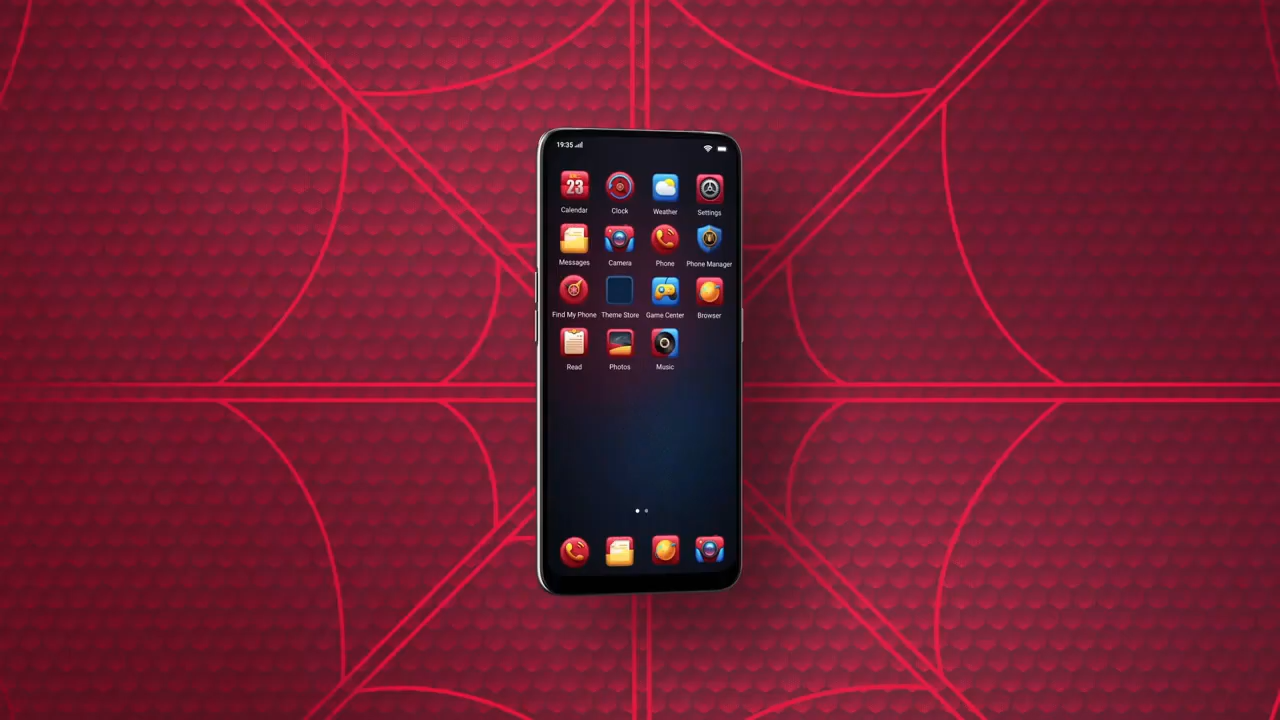 19:35
23
Calendar Clock Weather Settings
Messages Camera Phone Phone Manager
Find My Phone Theme Store Game Center Browser
Read Photos Music